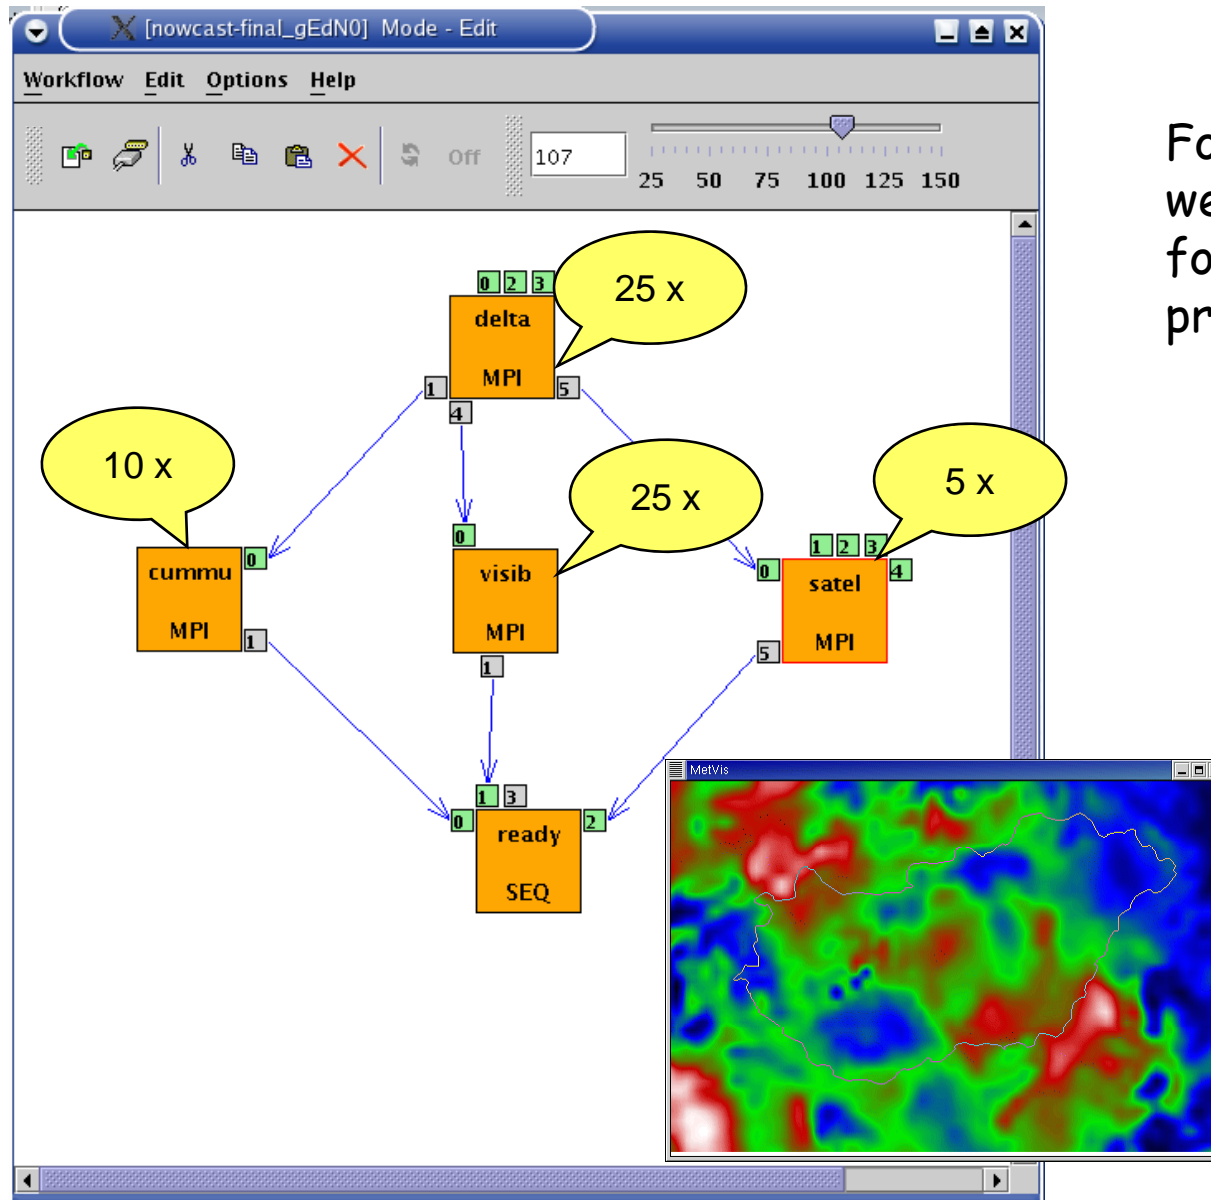 [nowcast-final_gEdN0] Mode - Edit
Workflow Edit Options Help
Off 107
25 50 75 100 125 150
0 2 3
25 x
delta
MPI
1 5
4
10 x
25 x
5 x
0
1 2 3
0
0 4
cummu
visib
satel
MPI
MPI
MPI
1
5
1
1 3
0 2
ready
SEQ
MetVis